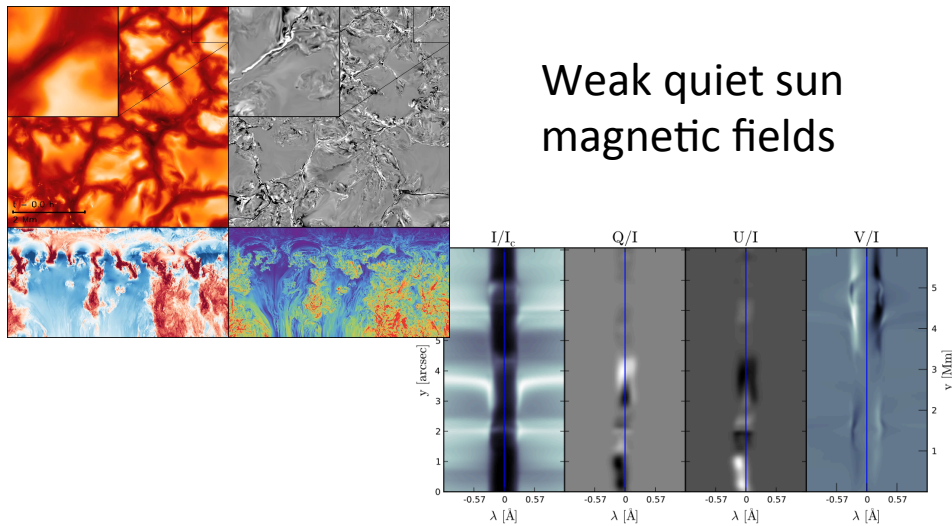 Weak quiet sun
magnetic fields
2 Mm
I/I_c
Q/I
U/I
V/I
y [arcsec]
5
4
3
2
1
0
5
4
3
2
1
y [Mm]
-0.57 0 0.57
-0.57 0 0.57
-0.57 0 0.57
-0.57 0 0.57
λ [Å]
λ [Å]
λ [Å]
λ [Å]